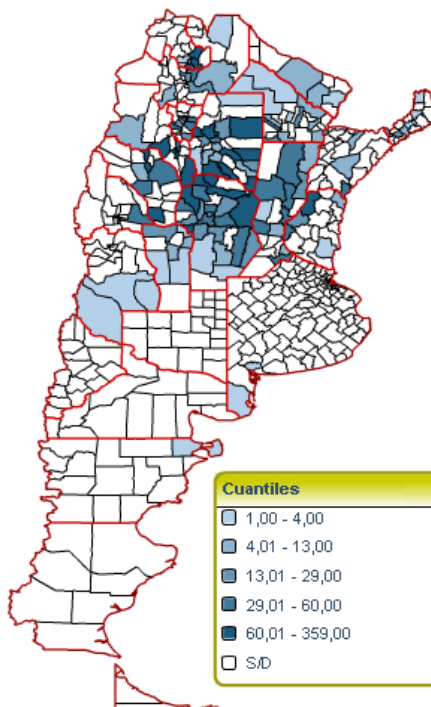 Cuantiles
1,00 - 4,00
4,01 - 13,00
13,01 - 29,00
29,01 - 60,00
60,01 - 359,00
S/D